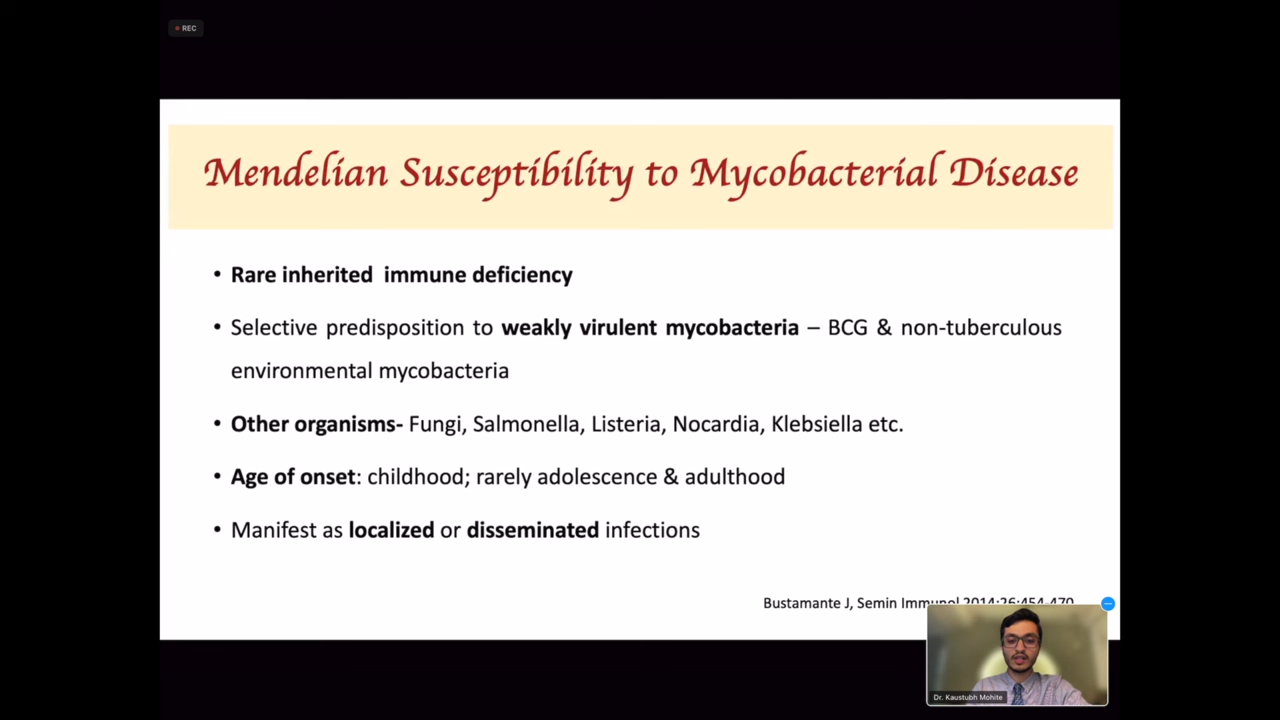 REC
Mendelian Susceptibility to Mycobacterial Disease
• Rare inherited immune deficiency
• Selective predisposition to weakly virulent mycobacteria – BCG & non-tuberculous
environmental mycobacteria
• Other organisms- Fungi, Salmonella, Listeria, Nocardia, Klebsiella etc.
• Age of onset: childhood; rarely adolescence & adulthood
• Manifest as localized or disseminated infections
Bustamante J, Semin Immunol 2014;26:454-470
Dr. Kaustubh Mohite